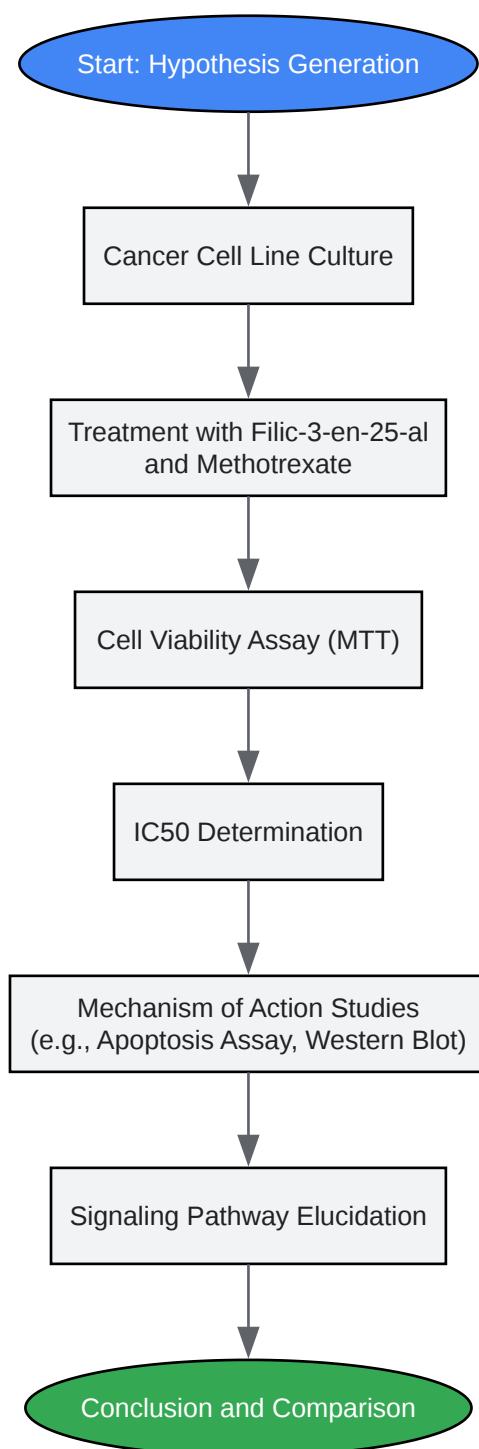 Start: Hypothesis Generation
Cancer Cell Line Culture
Treatment with Filic-3-en-25-al
and Methotrexate
Cell Viability Assay (MTT)
IC50 Determination
Mechanism of Action Studies
(e.g., Apoptosis Assay, Western Blot)
Signaling Pathway Elucidation
Conclusion and Comparison